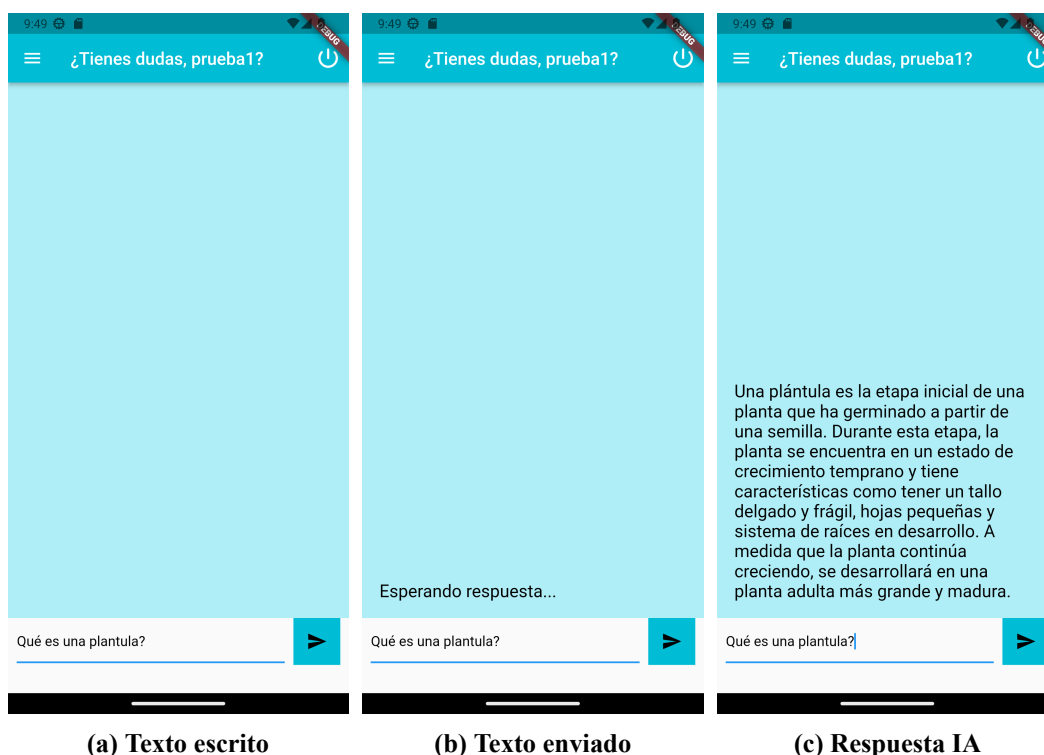 9:49
DEBUG
¿Tienes dudas, prueba1?
Qué es una plantula?
(a) Texto escrito
9:49
DEBUG
¿Tienes dudas, prueba1?
Esperando respuesta...
Qué es una plantula?
(b) Texto enviado
9:49
DEBUG
¿Tienes dudas, prueba1?
Una plántula es la etapa inicial de una
planta que ha germinado a partir de
una semilla. Durante esta etapa, la
planta se encuentra en un estado de
crecimiento temprano y tiene
características como tener un tallo
delgado y frágil, hojas pequeñas y
sistema de raíces en desarrollo. A
medida que la planta continúa
creciendo, se desarrollará en una
planta adulta más grande y madura.
Qué es una plantula?
(c) Respuesta IA